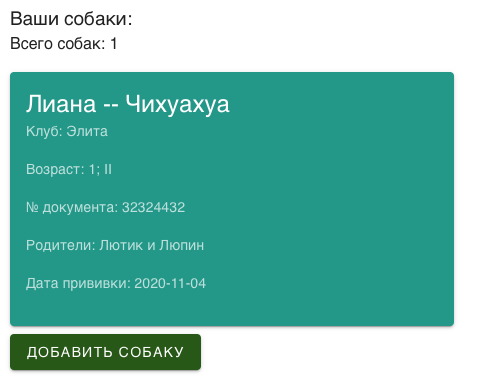 Ваши собаки:
Всего собак: 1
Лиана -- Чихуахуа
Клуб: Элита
Возраст: 1; II
№ документа: 32324432
Родители: Лютик и Люпин
Дата прививки: 2020-11-04
ДОБАВИТЬ СОБАКУ